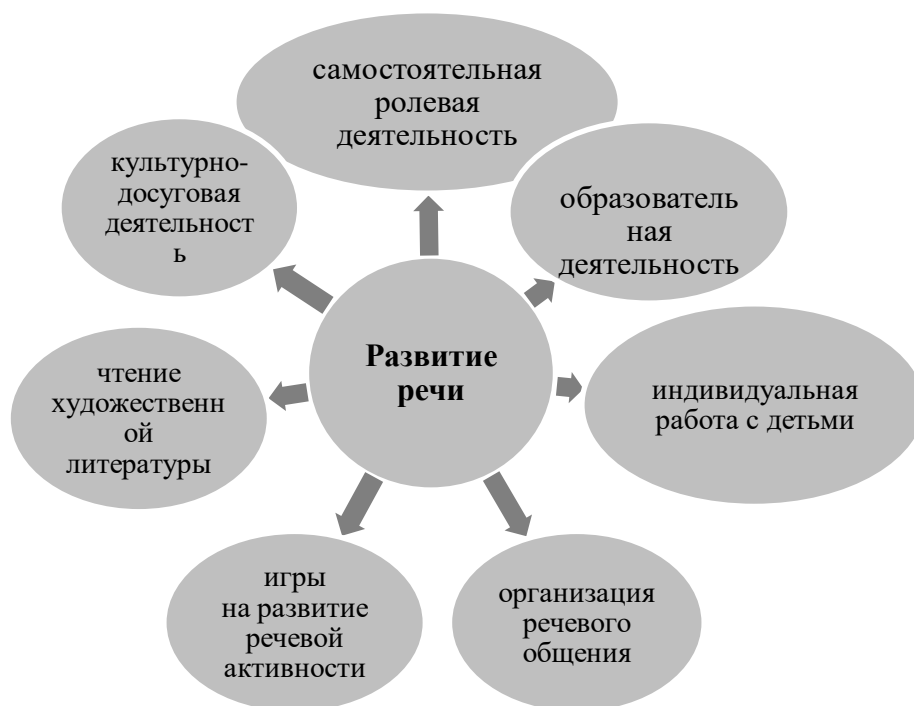 самостоятельная
ролевая
деятельность
культурно-
досуговая
деятельност
ь
образователь
ная
деятельность
Развитие
речи
чтение
художественн
ой
литературы
индивидуальная
работа с детьми
игры
на развитие
речевой
активности
организация
речевого
общения